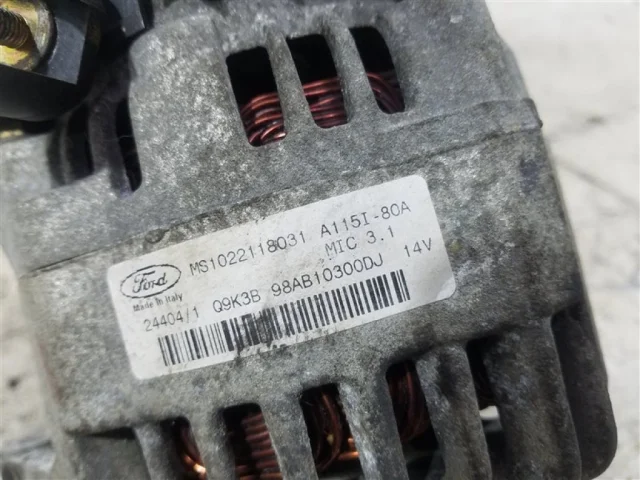 Ford MS1022118031 A115I-80A
Made in Italy MIC 3.1 14V
24404/1 Q9K3B 98AB10300DJ